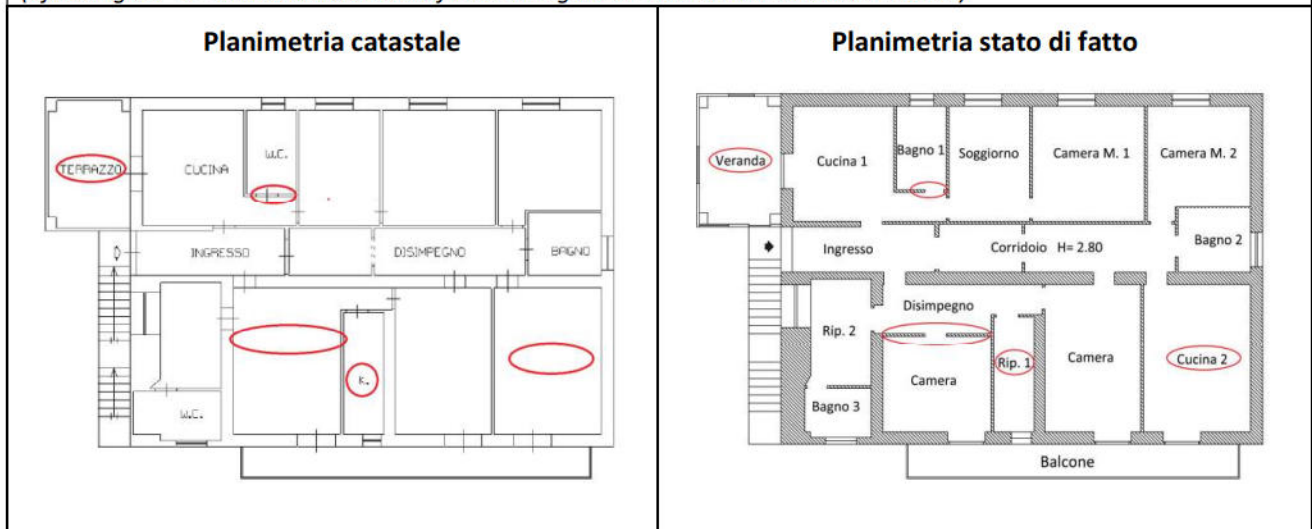 Planimetria catastale
TERRAZZO
CUCINA
W.C.
INGRESSO
DISIMPEGNO
BAGNO
K.
W.C.
Planimetria stato di fatto
Veranda
Cucina 1
Bagno 1
Soggiorno
Camera M. 1
Camera M. 2
Ingresso
Corridoio H= 2.80
Bagno 2
Disimpegno
Rip. 2
Camera
Rip. 1
Camera
Cucina 2
Bagno 3
Balcone